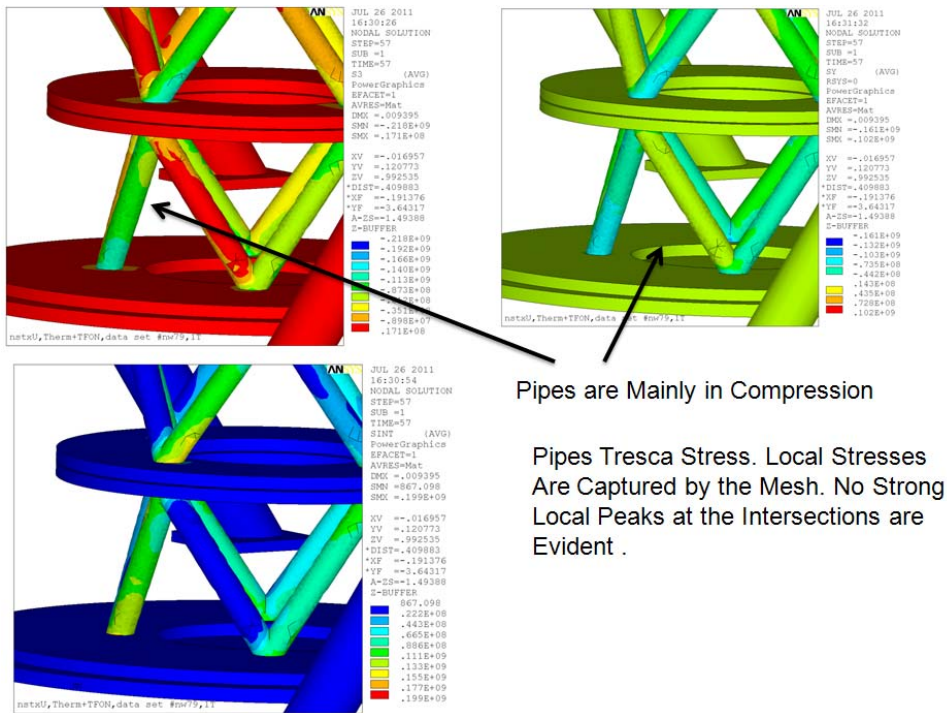 AN
JUL 26 2011
16:30:26
NODAL SOLUTION
STEP=57
SUB =1
TIME=57
S3 (AVG)
PowerGraphics
EFACET=1
AVRES=Mat
DMX =.009395
SMN =-.218E+09
SMX =.171E+08
XV =-.016957
YV =.120773
ZV =.992535
*DIST=.409883
*XF =-.191376
*YF =-3.64317
A-ZS=-1.49388
Z-BUFFER
-.218E+09
-.192E+09
-.166E+09
-.140E+09
-.113E+09
-.873E+08
-.351E+08
-.898E+07
.171E+08
nstxU,Therm+TFON,data set #nw79,1T
AN
JUL 26 2011
16:31:32
NODAL SOLUTION
STEP=57
SUB =1
TIME=57
SY (AVG)
RSYS=0
PowerGraphics
EFACET=1
AVRES=Mat
DMX =.009395
SMN =-.161E+09
SMX =.102E+09
XV =-.016957
YV =.120773
ZV =.992535
*DIST=.409883
*XF =-.191376
*YF =-3.64317
A-ZS=-1.49388
Z-BUFFER
-.161E+09
-.132E+09
-.103E+09
-.735E+08
-.442E+08
.143E+08
.435E+08
.728E+08
.102E+09
nstxU,Therm+TFON,data set #nw79,1T
AN
JUL 26 2011
16:30:54
NODAL SOLUTION
STEP=57
SUB =1
TIME=57
SINT (AVG)
PowerGraphics
EFACET=1
AVRES=Mat
DMX =.009395
SMN =867.098
SMX =.199E+09
XV =-.016957
YV =.120773
ZV =.992535
*DIST=.409883
*XF =-.191376
*YF =-3.64317
A-ZS=-1.49388
Z-BUFFER
867.098
.222E+08
.443E+08
.665E+08
.886E+08
.111E+09
.133E+09
.155E+09
.177E+09
.199E+09
nstxU,Therm+TFON,data set #nw79,1T
Pipes are Mainly in Compression
Pipes Tresca Stress. Local Stresses
Are Captured by the Mesh. No Strong
Local Peaks at the Intersections are
Evident .